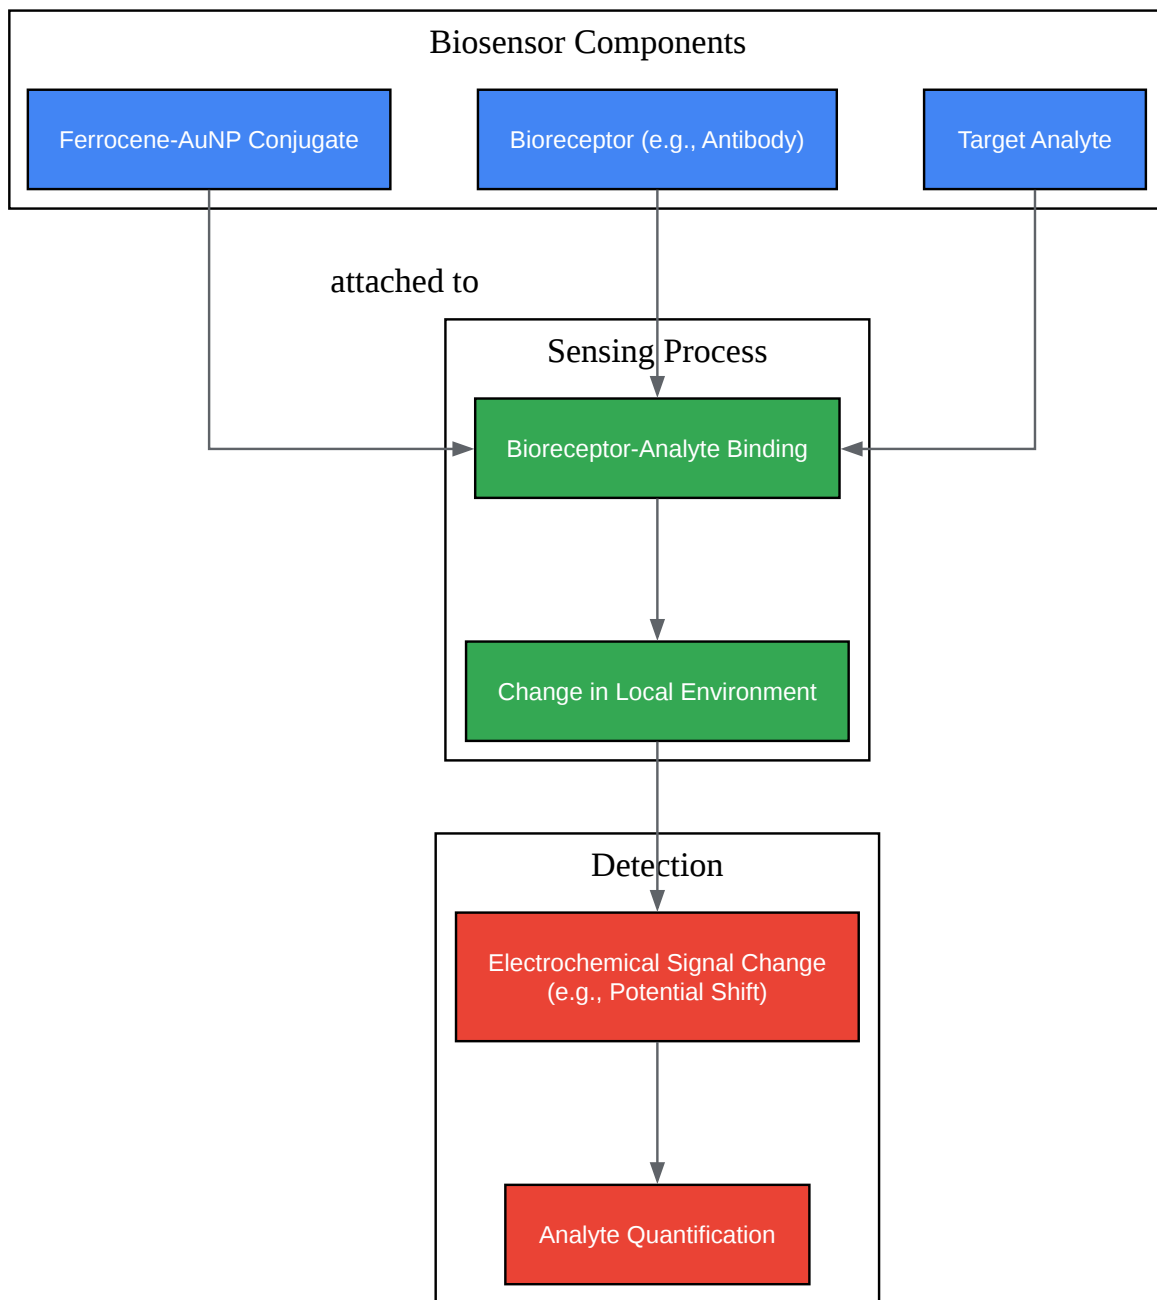 Biosensor Components
Ferrocene-AuNP Conjugate
Bioreceptor (e.g., Antibody)
Target Analyte
attached to
Sensing Process
Bioreceptor-Analyte Binding
Change in Local Environment
Detection
Electrochemical Signal Change
(e.g., Potential Shift)
Analyte Quantification